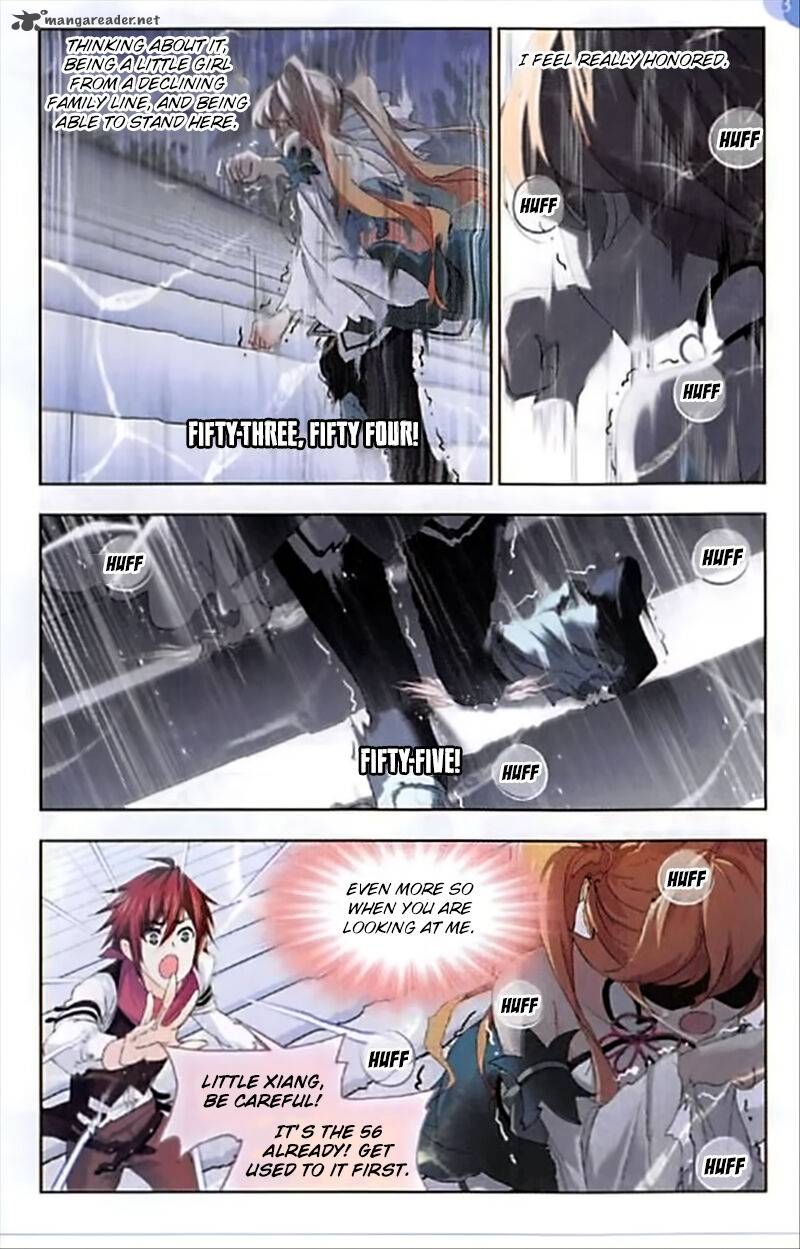 mangareader.net
3
THINKING ABOUT IT,
BEING A LITTLE GIRL
FROM A DECLINING
FAMILY LINE, AND BEING
ABLE TO STAND HERE.
FIFTY-THREE, FIFTY FOUR!
I FEEL REALLY HONORED.
HUFF
HUFF
HUFF
HUFF
HUFF
FIFTY-FIVE!
HUFF
EVEN MORE SO
WHEN YOU ARE
LOOKING AT ME.
HUFF
HUFF
HUFF
LITTLE XIANG,
BE CAREFUL!
IT'S THE 56
ALREADY! GET
USED TO IT FIRST.
HUFF